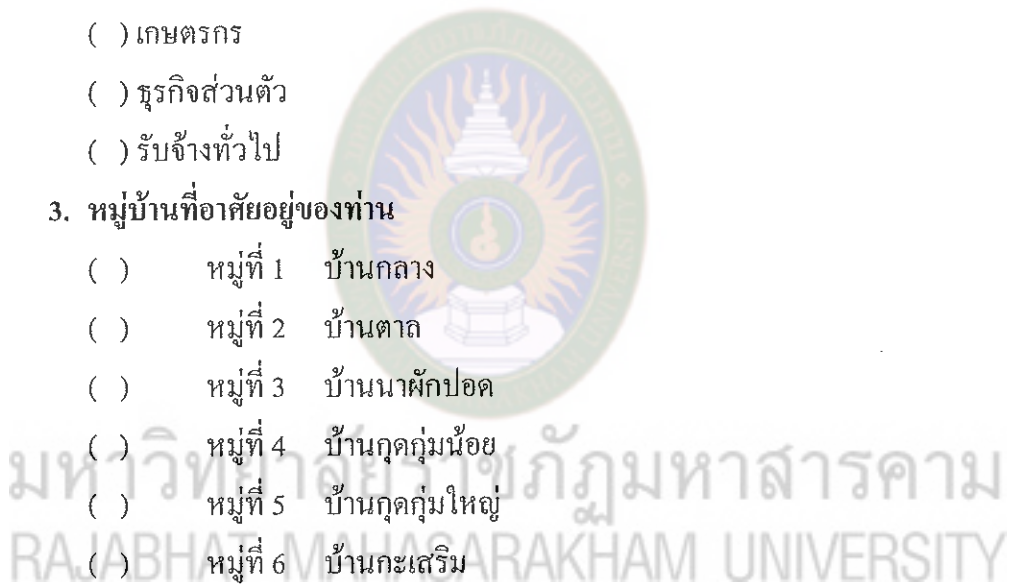 ( ) เกษตรกร
( ) ธุรกิจส่วนตัว
( ) รับจ้างทั่วไป
3. หมู่บ้านที่อาศัยอยู่ของท่าน
( ) หมู่ที่ 1 บ้านกลาง
( ) หมู่ที่ 2 บ้านตาล
( ) หมู่ที่ 3 บ้านนาผักปอด
( ) หมู่ที่ 4 บ้านกุดกุ่มน้อย
( ) หมู่ที่ 5 บ้านกุดกุ่มใหญ่
( ) หมู่ที่ 6 บ้านกะเสริม
มหาวิทยาลัยราชภัฏมหาสารคาม
RAJABHAT MAHASARAKHAM UNIVERSITY